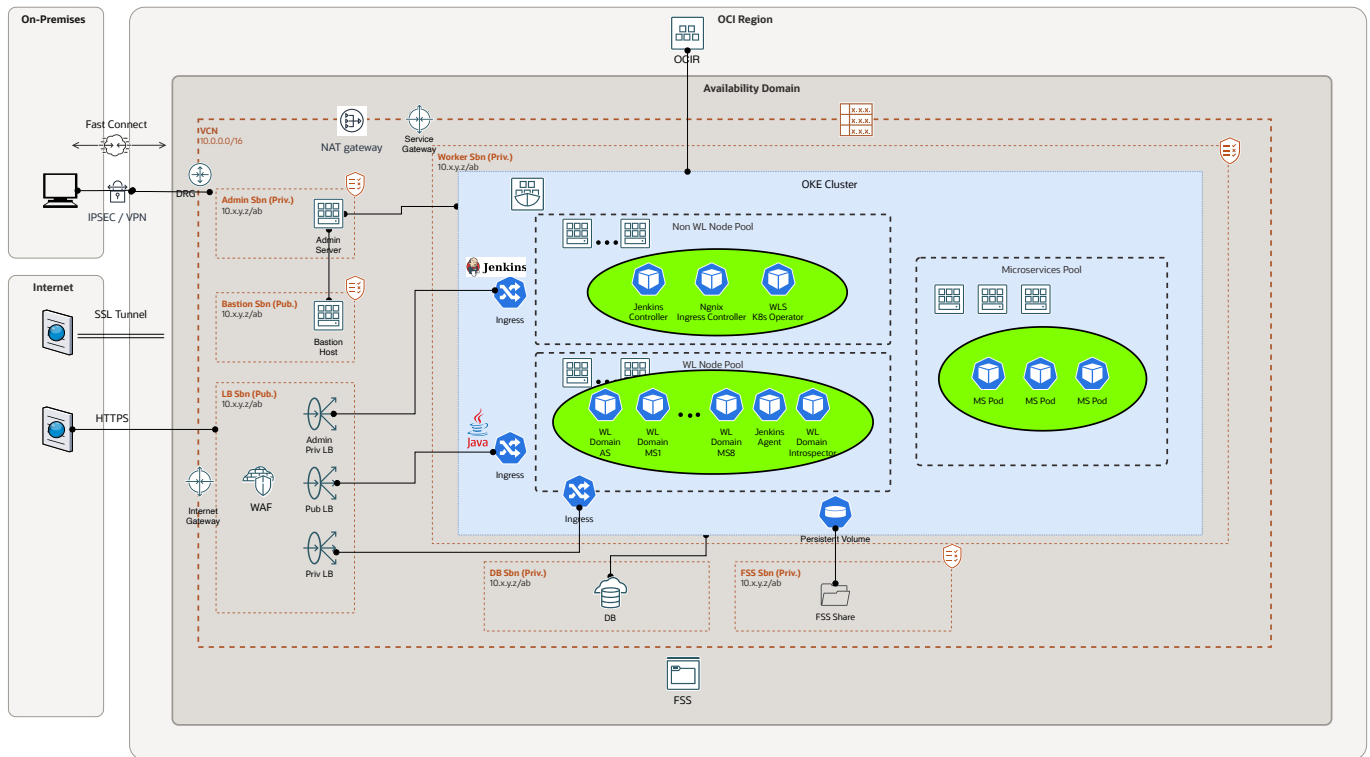 On-Premises
OCI Region
OCIR
Availability Domain
Fast Connect
VCN
10.0.0.0/16
NAT gateway
Service
Gateway
X.X.X.
X.X.X.
X.X.X.
Worker Sbn (Priv.)
10.x.y.z/ab
OKE Cluster
DRG
IPSEC / VPN
Admin Sbn (Priv.)
10.x.y.z/ab
Admin
Server
Non WL Node Pool
Jenkins
Ingress
Jenkins
Controller
Ngnix
Ingress Controller
WLS
K8s Operator
Microservices Pool
MS Pod
MS Pod
MS Pod
Internet
SSL Tunnel
Bastion Sbn (Pub.)
10.x.y.z/ab
Bastion
Host
WL Node Pool
WL
Domain
AS
WL
Domain
MS1
WL
Domain
MS8
Jenkins
Agent
WL
Domain
Introspector
HTTPS
LB Sbn (Pub.)
10.x.y.z/ab
Admin
Priv LB
Java
Ingress
Internet
Gateway
WAF
Pub LB
Ingress
Priv LB
Persistent Volume
DB Sbn (Priv.)
10.x.y.z/ab
DB
FSS Sbn (Priv.)
10.x.y.z/ab
FSS Share
FSS